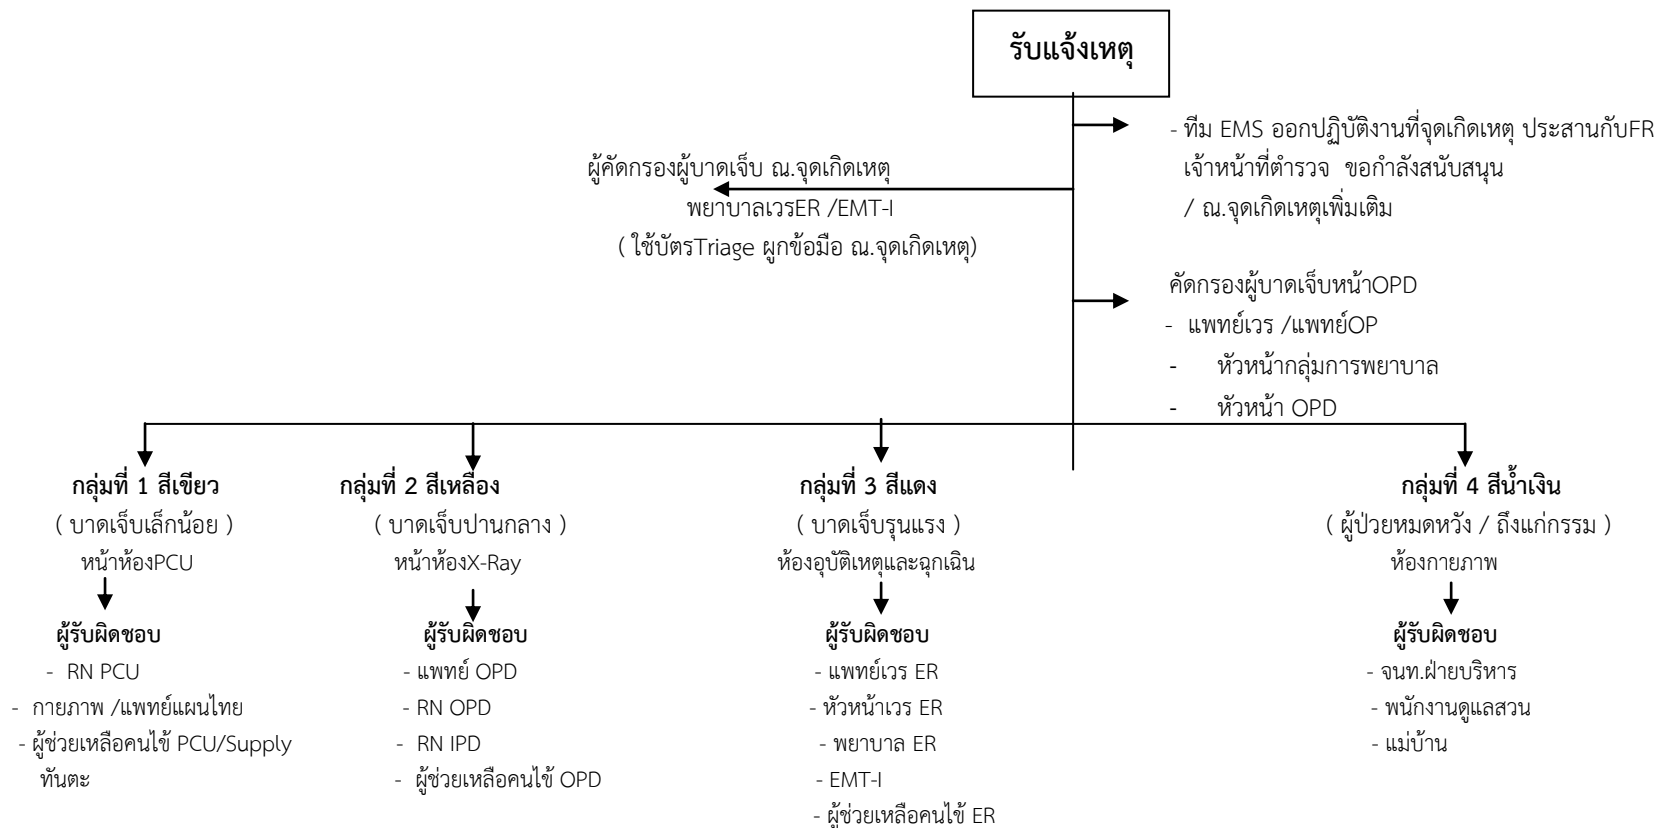 รับแจ้งเหตุ
- ทีม EMS ออกปฏิบัติงานที่จุดเกิดเหตุ ประสานกับFR
เจ้าหน้าที่ตำรวจ ขอกำลังสนับสนุน
/ ณ.จุดเกิดเหตุเพิ่มเติม
ผู้คัดกรองผู้บาดเจ็บ ณ.จุดเกิดเหตุ
พยาบาลเวรER /EMT-I
( ใช้บัตรTriage ผูกข้อมือ ณ.จุดเกิดเหตุ)
คัดกรองผู้บาดเจ็บหน้าOPD
- แพทย์เวร /แพทย์OP
- หัวหน้ากลุ่มการพยาบาล
- หัวหน้า OPD
กลุ่มที่ 1 สีเขียว
( บาดเจ็บเล็กน้อย )
หน้าห้องPCU
ผู้รับผิดชอบ
- RN PCU
- กายภาพ /แพทย์แผนไทย
- ผู้ช่วยเหลือคนไข้ PCU/Supply
ทันตะ
กลุ่มที่ 2 สีเหลือง
( บาดเจ็บปานกลาง )
หน้าห้องX-Ray
ผู้รับผิดชอบ
- แพทย์ OPD
- RN OPD
- RN IPD
- ผู้ช่วยเหลือคนไข้ OPD
กลุ่มที่ 3 สีแดง
( บาดเจ็บรุนแรง )
ห้องอุบัติเหตุและฉุกเฉิน
ผู้รับผิดชอบ
- แพทย์เวร ER
- หัวหน้าเวร ER
- พยาบาล ER
- EMT-I
- ผู้ช่วยเหลือคนไข้ ER
กลุ่มที่ 4 สีน้ำเงิน
( ผู้ป่วยหมดหวัง / ถึงแก่กรรม )
ห้องกายภาพ
ผู้รับผิดชอบ
- จนท.ฝ่ายบริหาร
- พนักงานดูแลสวน
- แม่บ้าน